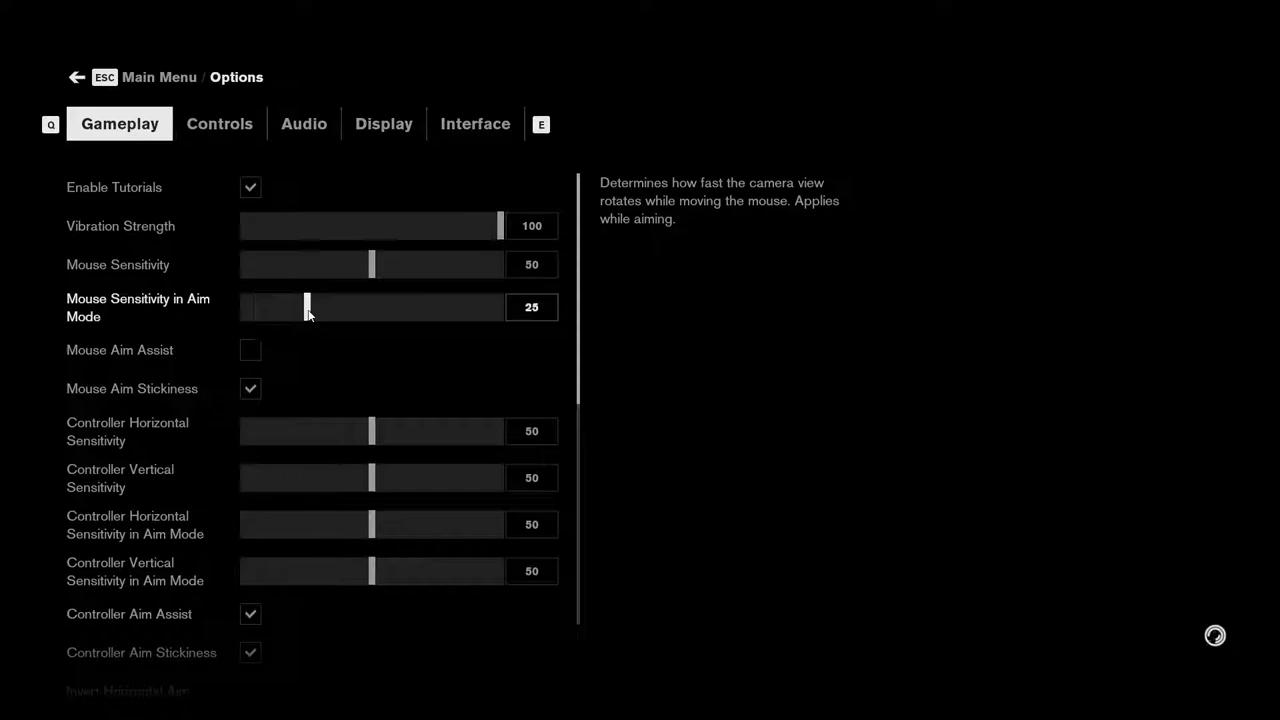 ESC Main Menu / Options
Q Gameplay Controls Audio Display Interface E
Enable Tutorials
Vibration Strength 100
Mouse Sensitivity 50
Mouse Sensitivity in Aim
Mode
25
Mouse Aim Assist
Mouse Aim Stickiness
Controller Horizontal
Sensitivity
50
Controller Vertical
Sensitivity
50
Controller Horizontal
Sensitivity in Aim Mode
50
Controller Vertical
Sensitivity in Aim Mode
50
Controller Aim Assist
Controller Aim Stickiness
Invert Horizontal Aim
Determines how fast the camera view
rotates while moving the mouse. Applies
while aiming.